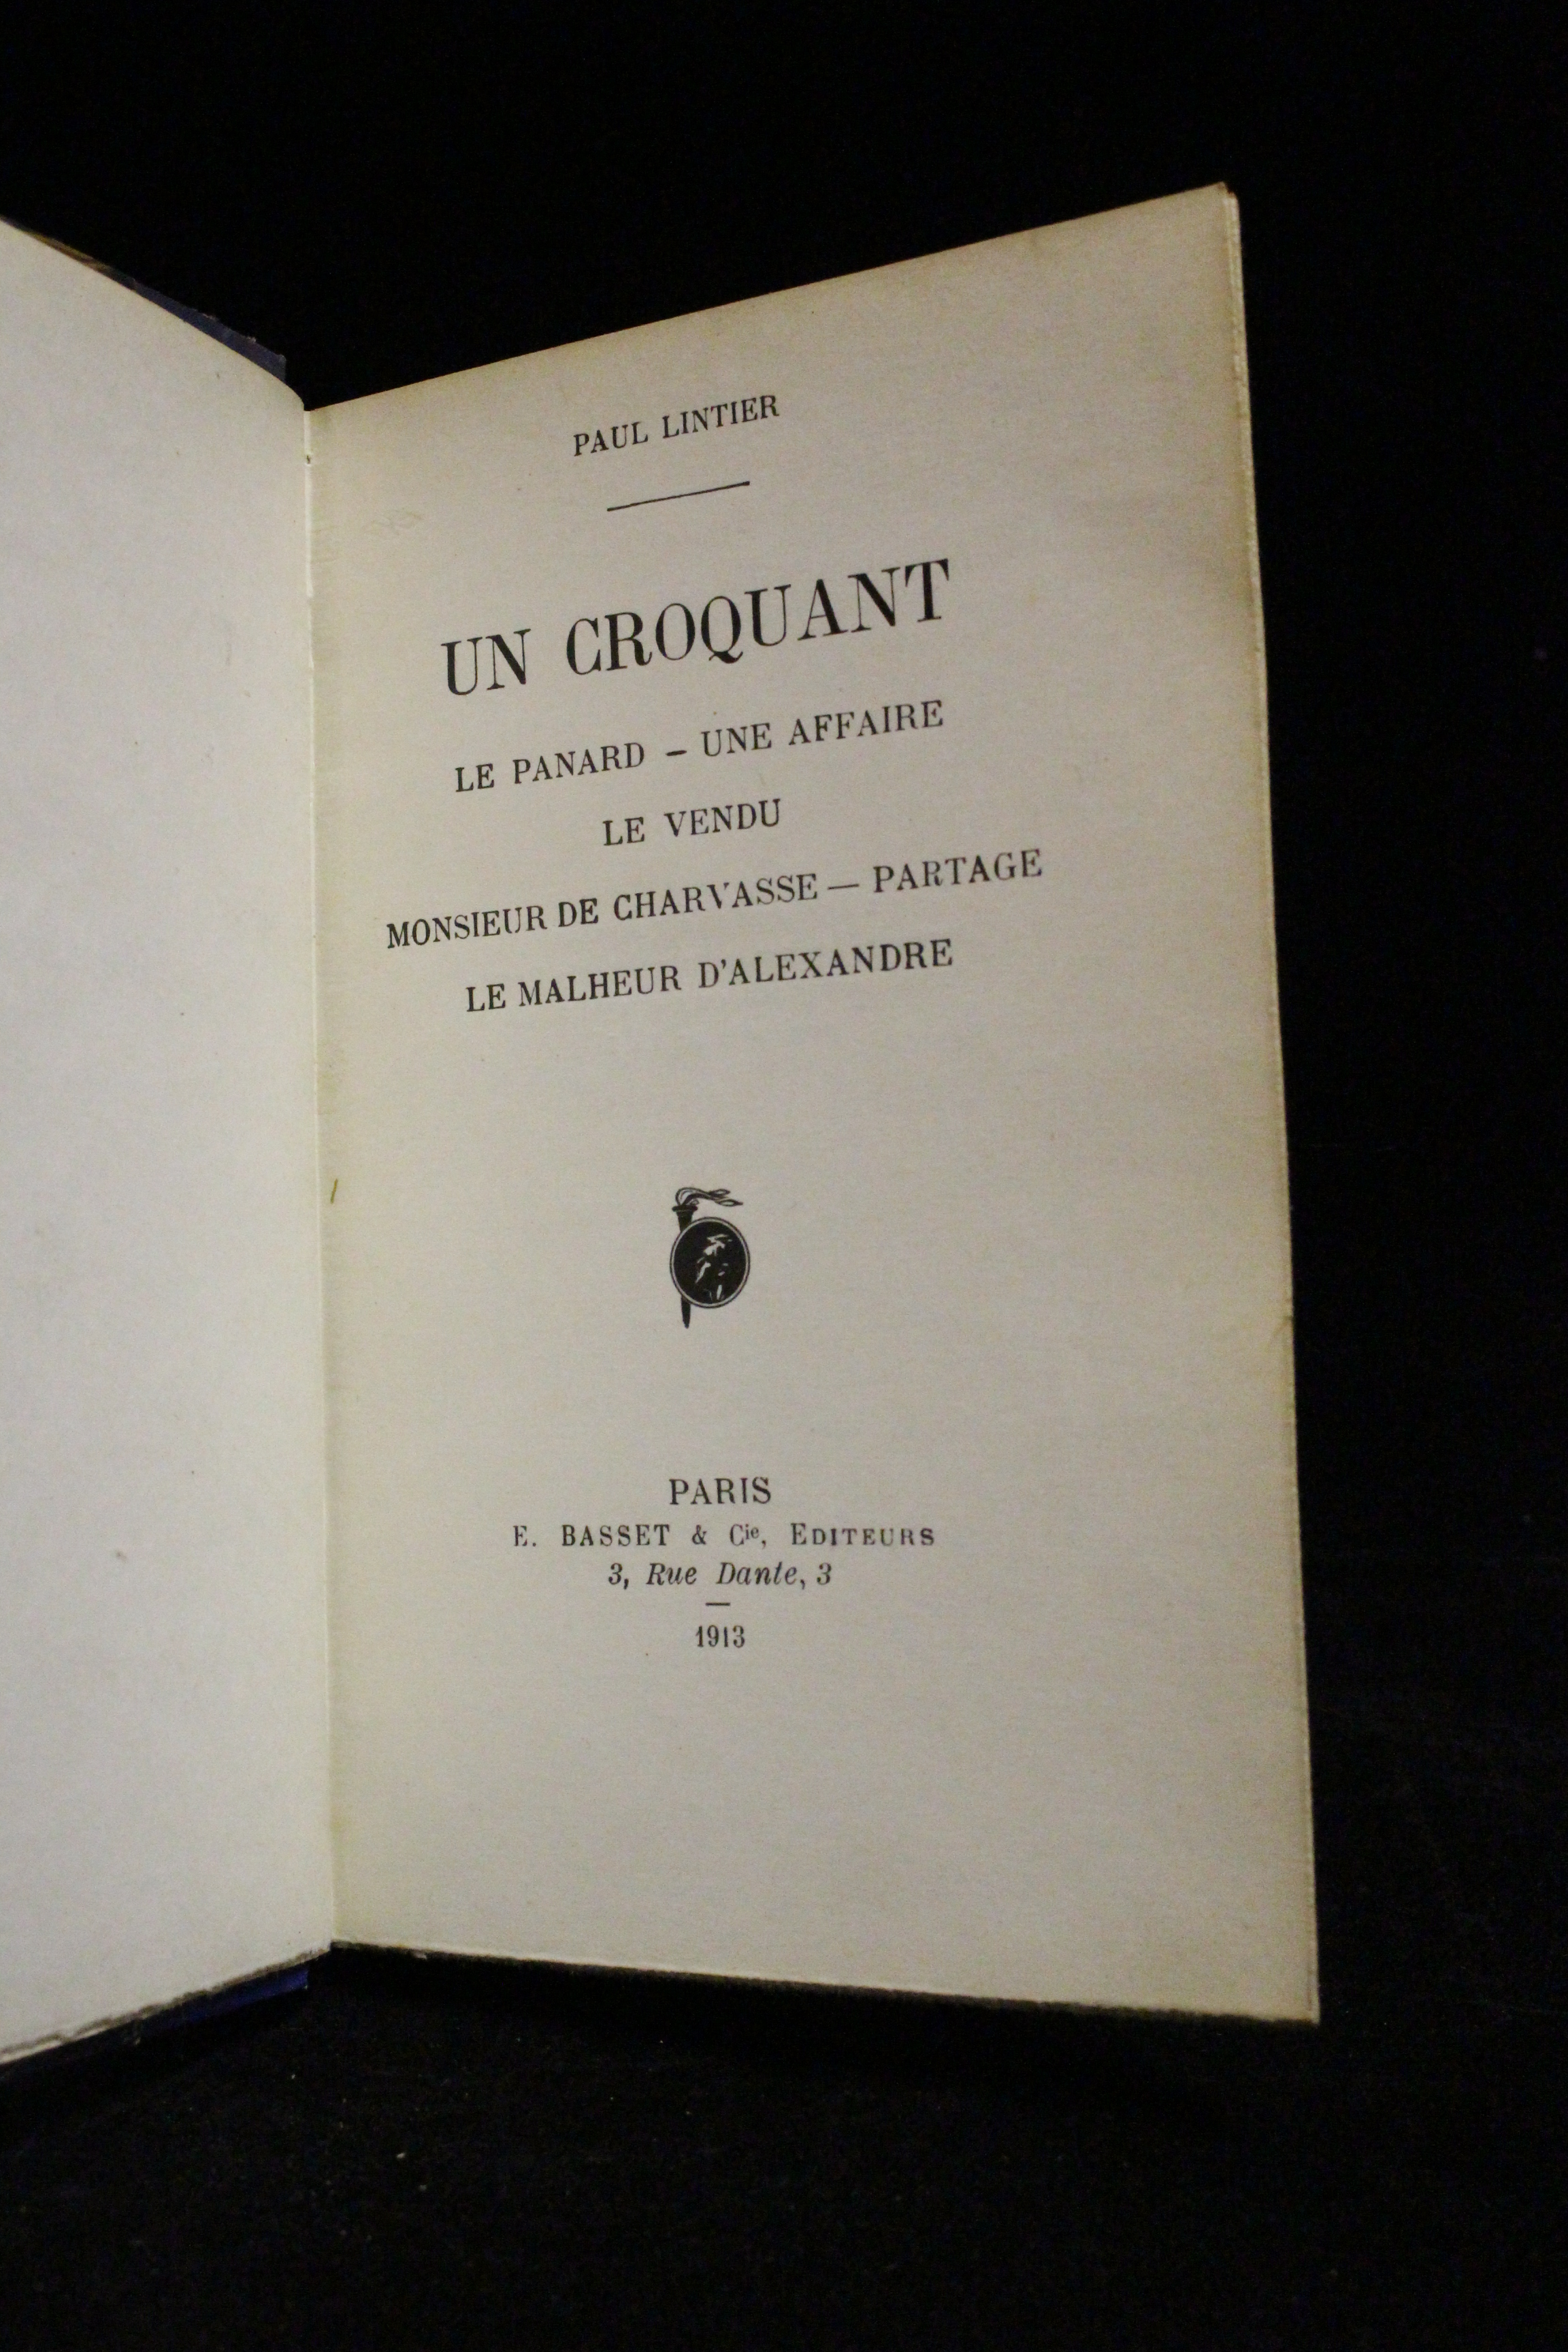 PAUL LINTIER
UN CROQUANT
LE PANARD – UNE AFFAIRE
LE VENDU
MONSIEUR DE CHARVASSE — PARTAGE
LE MALHEUR D'ALEXANDRE
PARIS
E. BASSET & Cie, EDITEURS
3, Rue Dante, 3
1913